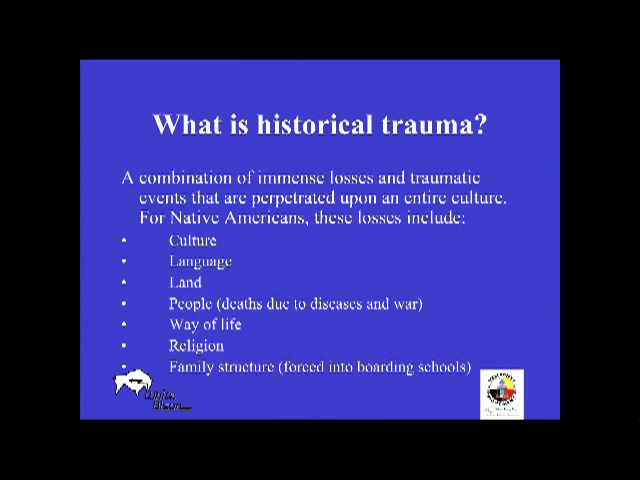 What is historical trauma?
A combination of immense losses and traumatic
events that are perpetrated upon an entire culture.
For Native Americans, these losses include:
• Culture
• Language
• Land
• People (deaths due to diseases and war)
• Way of life
• Religion
• Family structure (forced into boarding schools)
White
Bison